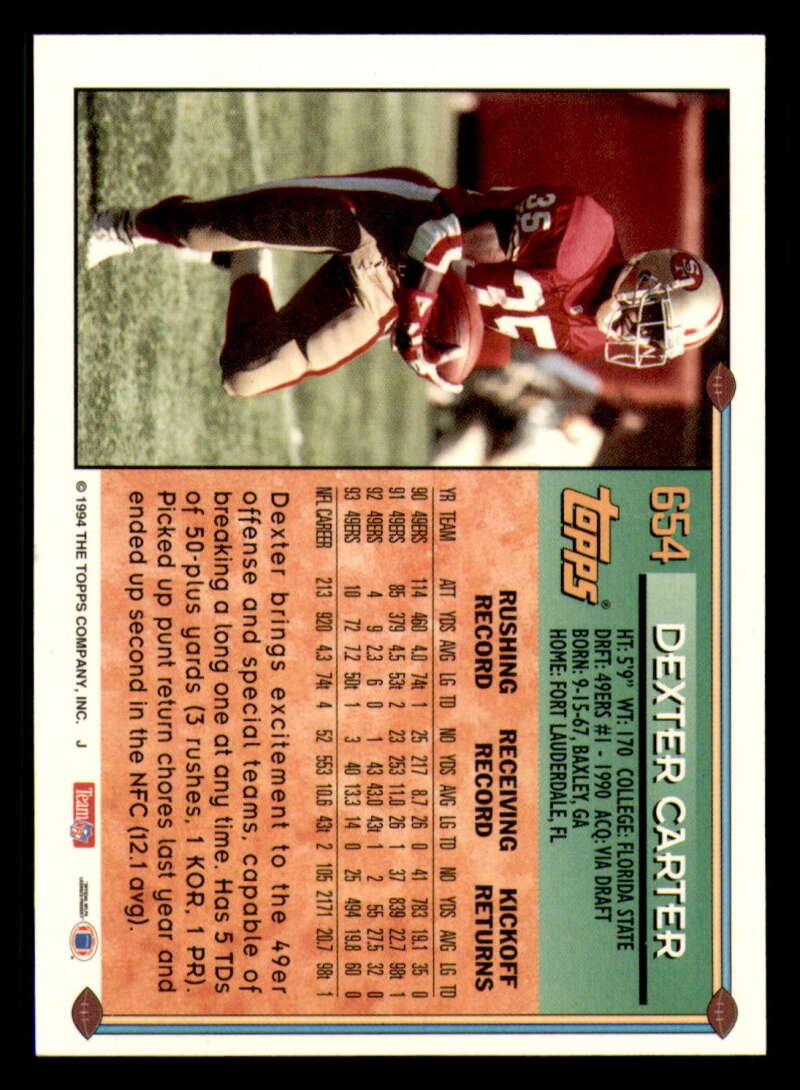 654
DEXTER CARTER
TOPPS®
HT: 5'9" WT: 170 COLLEGE: FLORIDA STATE
DRFT: 49ERS #1 - 1990 ACQ: VIA DRAFT
BORN: 9-15-67, BAXLEY, GA
HOME: FORT LAUDERDALE, FL
RUSHING RECEIVING KICKOFF
RECORD RECORD RETURNS
YR TEAM ATT YDS AVG LG TD NO YDS AVG LG TD NO YDS AVG LG TD
90 49ERS 114 460 4.0 74t 1 25 217 8.7 26 0 41 783 19.1 35 0
91 49ERS 85 379 4.5 53t 2 23 253 11.0 26 1 37 839 22.7 98t 1
92 49ERS 4 9 2.3 6 0 1 43 43.0 43t 1 2 55 27.5 32 0
93 49ERS 10 72 7.2 50t 1 3 40 13.3 14 0 25 494 19.8 60 0
NFL CAREER 213 920 4.3 74t 4 52 553 10.6 43t 2 105 2171 20.7 98t 1
Dexter brings excitement to the 49er
offense and special teams, capable of
breaking a long one at any time. Has 5 TDs
of 50-plus yards (3 rushes, 1 KOR, 1 PR).
Picked up punt return chores last year and
ended up second in the NFC (12.1 avg).
© 1994 THE TOPPS COMPANY, INC. J
Team NFL
35
35
SF